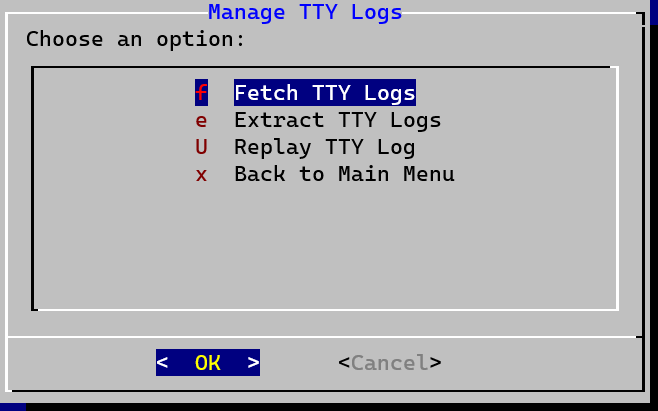 Manage TTY Logs
Choose an option:
f Fetch TTY Logs
e Extract TTY Logs
U Replay TTY Log
x Back to Main Menu
< OK > <Cancel>